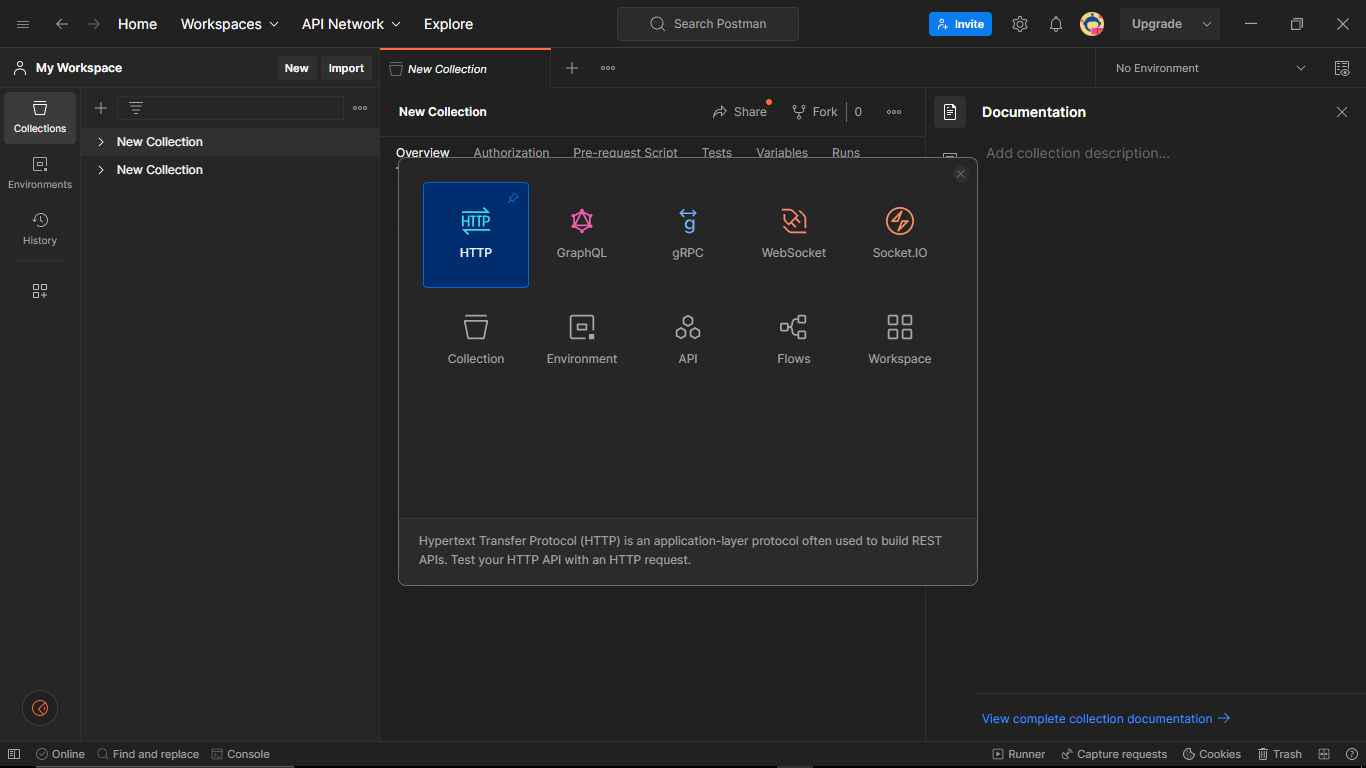 Home Workspaces API Network Explore Search Postman Invite Upgrade
My Workspace New Import New Collection No Environment
Collections
Environments
History
New Collection
New Collection
New Collection Share Fork 0
Overview Authorization Pre-request Script Tests Variables Runs
Documentation
Add collection description...
HTTP
HTTP GraphQL gRPC WebSocket Socket.IO
Collection Environment API Flows Workspace
Hypertext Transfer Protocol (HTTP) is an application-layer protocol often used to build REST
APIs. Test your HTTP API with an HTTP request.
View complete collection documentation →
Online Find and replace Console Runner Capture requests Cookies Trash